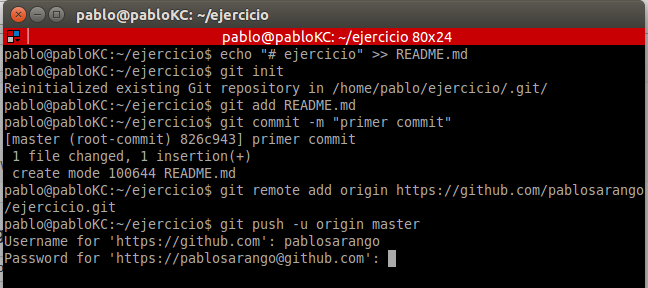 pablo@pabloKC: ~/ejercicio
pablo@pabloKC: ~/ejercicio 80x24
pablo@pabloKC:~/ejercicio$ echo "# ejercicio" >> README.md
pablo@pabloKC:~/ejercicio$ git init
Reinitialized existing Git repository in /home/pablo/ejercicio/.git/
pablo@pabloKC:~/ejercicio$ git add README.md
pablo@pabloKC:~/ejercicio$ git commit -m "primer commit"
[master (root-commit) 826c943] primer commit
 1 file changed, 1 insertion(+)
 create mode 100644 README.md
pablo@pabloKC:~/ejercicio$ git remote add origin https://github.com/pablosarango
/ejercicio.git
pablo@pabloKC:~/ejercicio$ git push -u origin master
Username for 'https://github.com': pablosarango
Password for 'https://pablosarango@github.com':